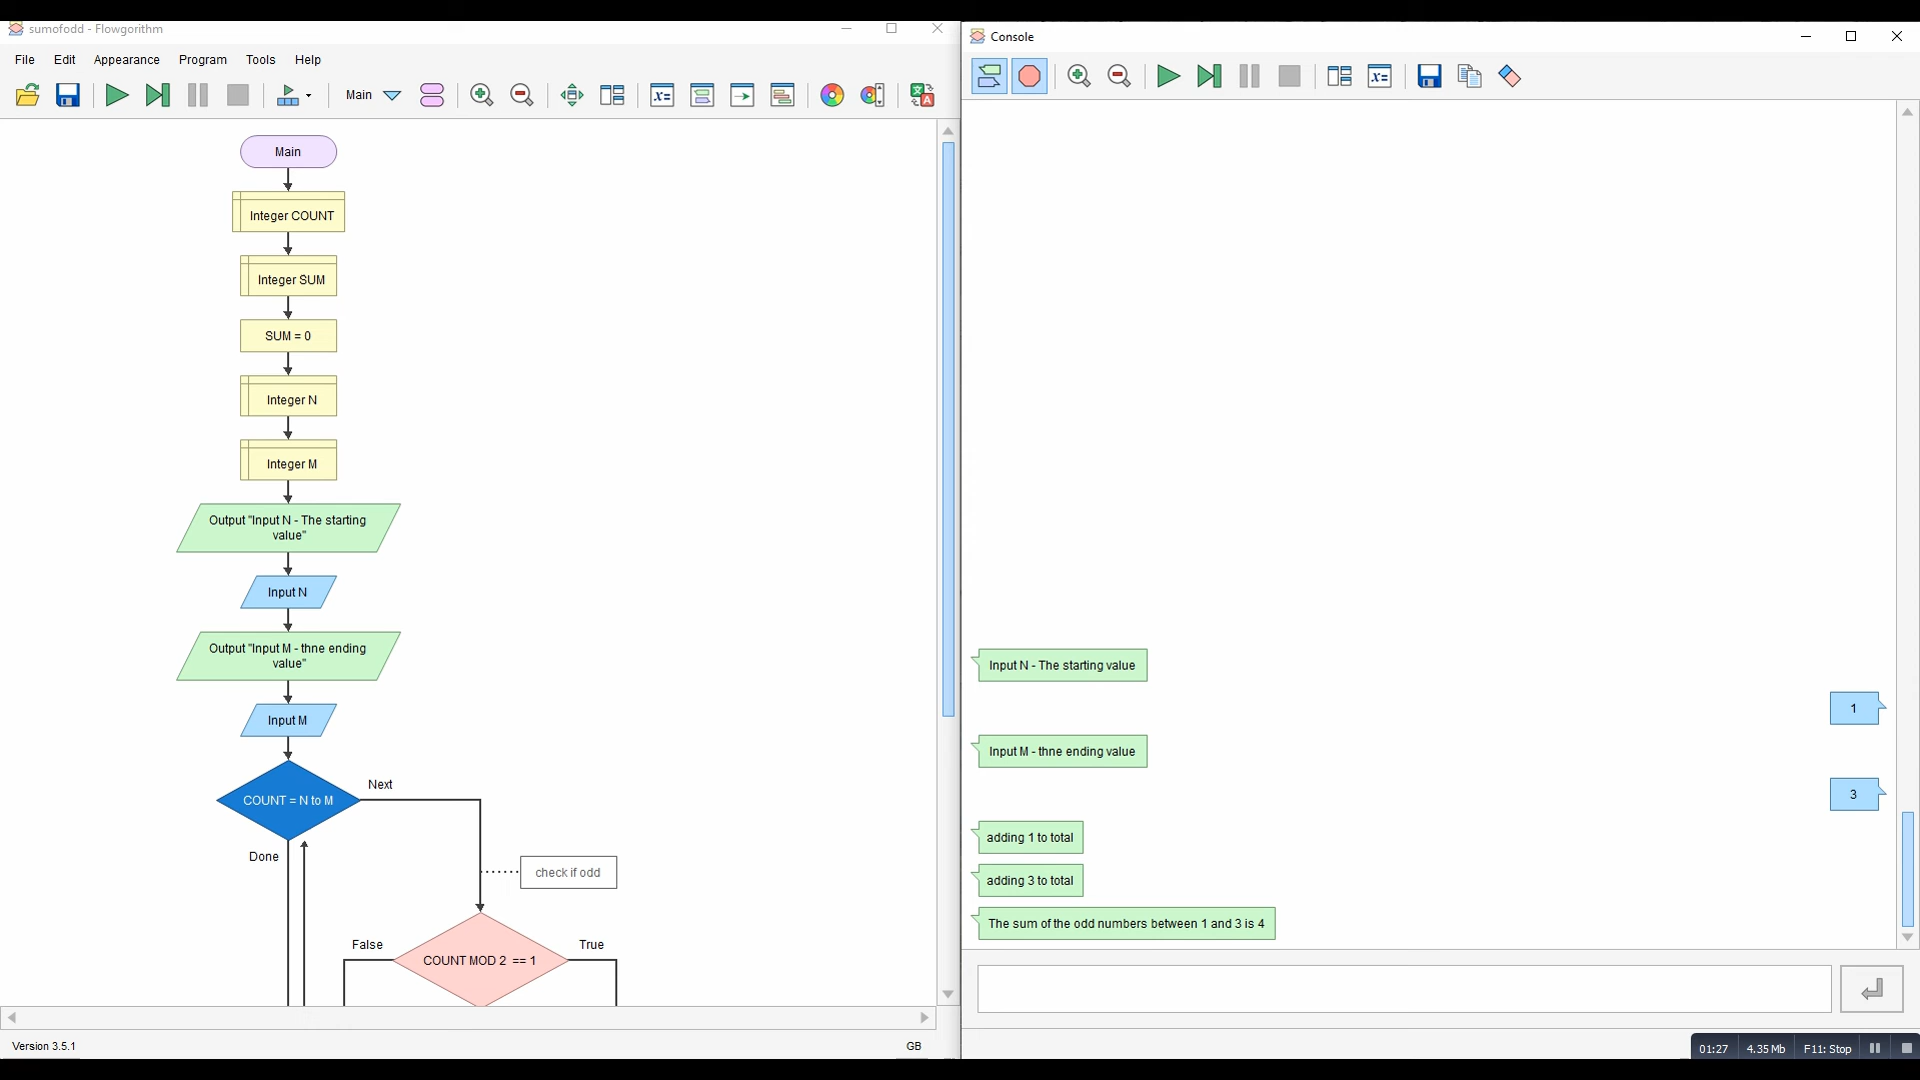 sumofodd - Flowgorithm
File Edit Appearance Program Tools Help
Main
Main
Integer COUNT
Integer SUM
SUM = 0
Integer N
Integer M
Output "Input N - The starting
value"
Input N
Output "Input M - thne ending
value"
Input M
COUNT = N to M
Next
Done
check if odd
False
True
COUNT MOD 2 == 1
Version 3.5.1
GB
Console
x=
Input N - The starting value
1
Input M - thne ending value
3
adding 1 to total
adding 3 to total
The sum of the odd numbers between 1 and 3 is 4
01:27 4.35 Mb F11: Stop